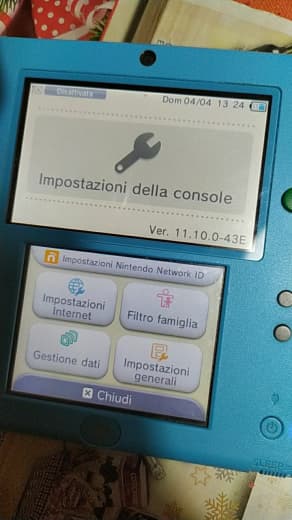 Disattivata
Dom 04/04 13 24
Impostazioni della console
Ver. 11.10.0-43E
Impostazioni Nintendo Network ID
Impostazioni
Internet
Filtro famiglia
Gestione dati
Impostazioni
generali
X Chiudi
SLEEP